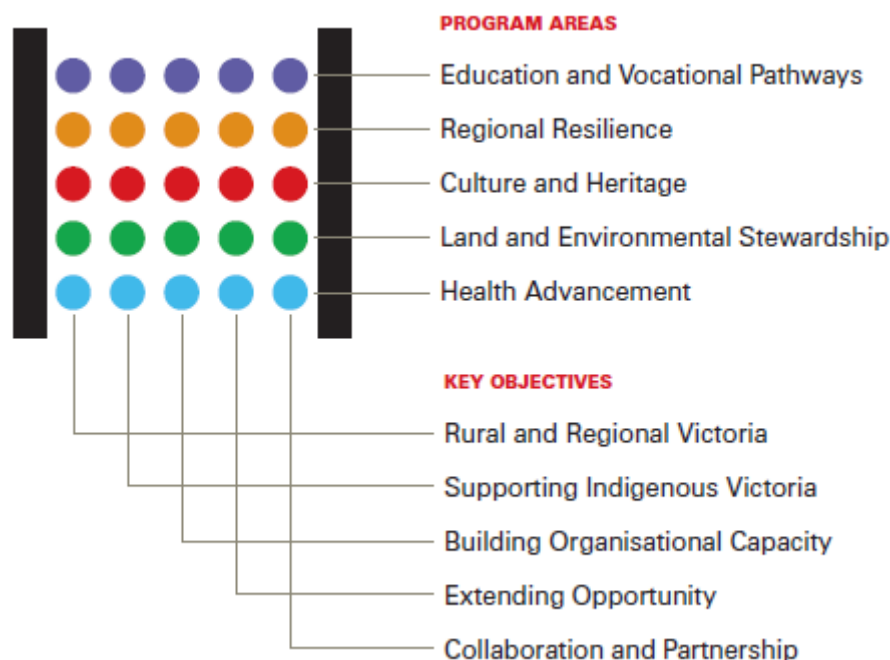 PROGRAM AREAS
Education and Vocational Pathways
Regional Resilience
Culture and Heritage
Land and Environmental Stewardship
Health Advancement
KEY OBJECTIVES
Rural and Regional Victoria
Supporting Indigenous Victoria
Building Organisational Capacity
Extending Opportunity
Collaboration and Partnership